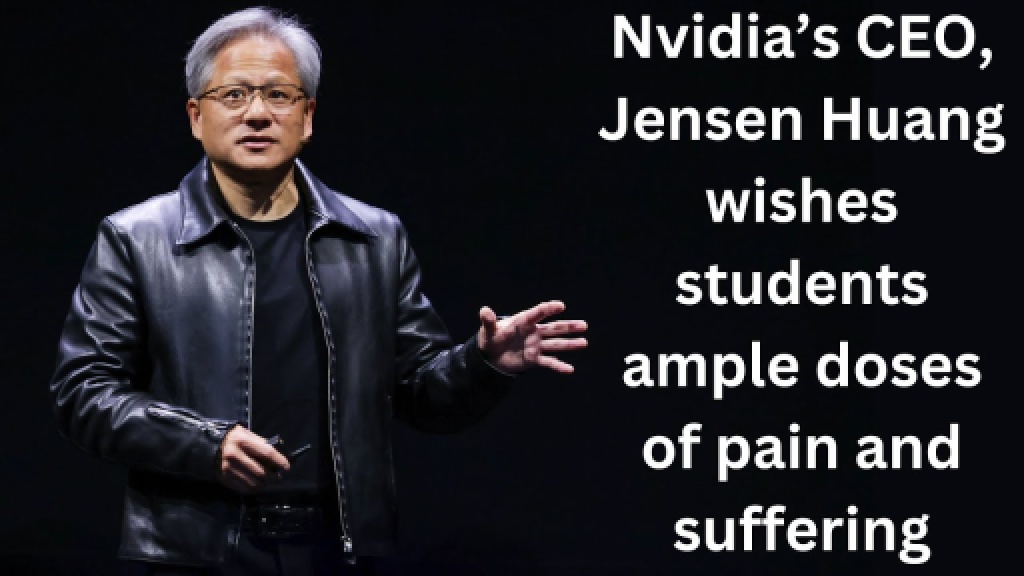 Nvidia’s CEO,
Jensen Huang
wishes
students
ample doses
of pain and
suffering